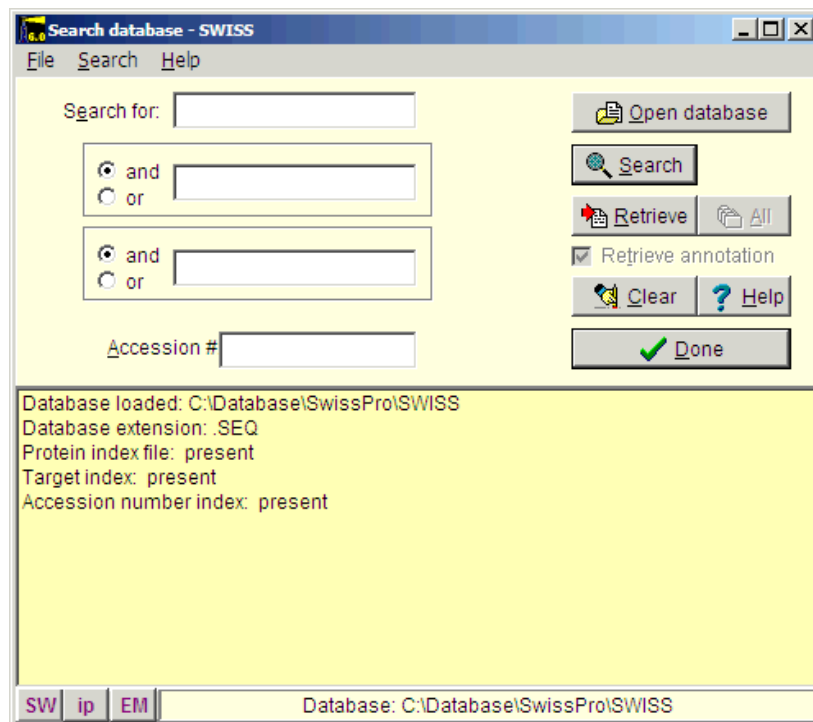 6.0 Search database - SWISS
File Search Help
Search for:
Open database
and
or
Search
Retrieve All
and
or
Retrieve annotation
Clear Help
Accession #
Done
Database loaded: C:\Database\SwissPro\SWISS
Database extension: .SEQ
Protein index file: present
Target index: present
Accession number index: present
SW ip EM Database: C:\Database\SwissPro\SWISS